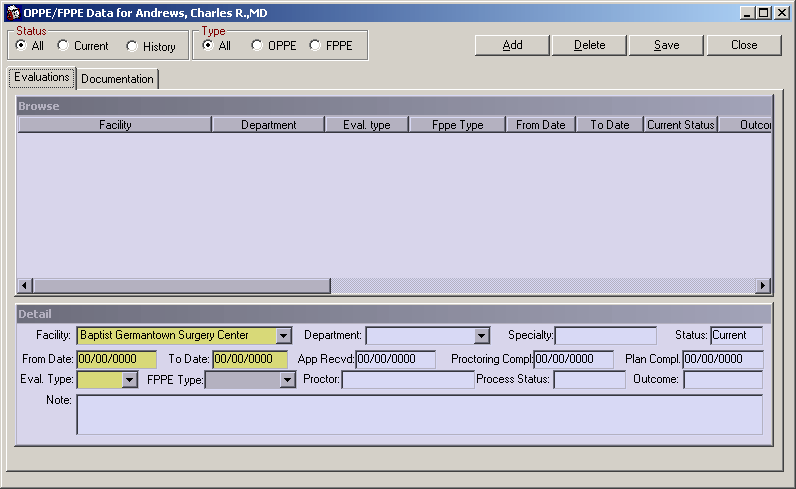 OPPE/FPPE Data for Andrews, Charles R.,MD
Status
All Current History
Type
All OPPE FPPE
Add Delete Save Close
Evaluations Documentation
Browse
Facility Department Eval. type Fppe Type From Date To Date Current Status Outcor
Detail
Facility: Baptist Germantown Surgery Center Department: Specialty: Status: Current
From Date: 00/00/0000 To Date: 00/00/0000 App Recvd: 00/00/0000 Proctoring Compl: 00/00/0000 Plan Compl: 00/00/0000
Eval. Type: FPPE Type: Proctor: Process Status: Outcome:
Note: